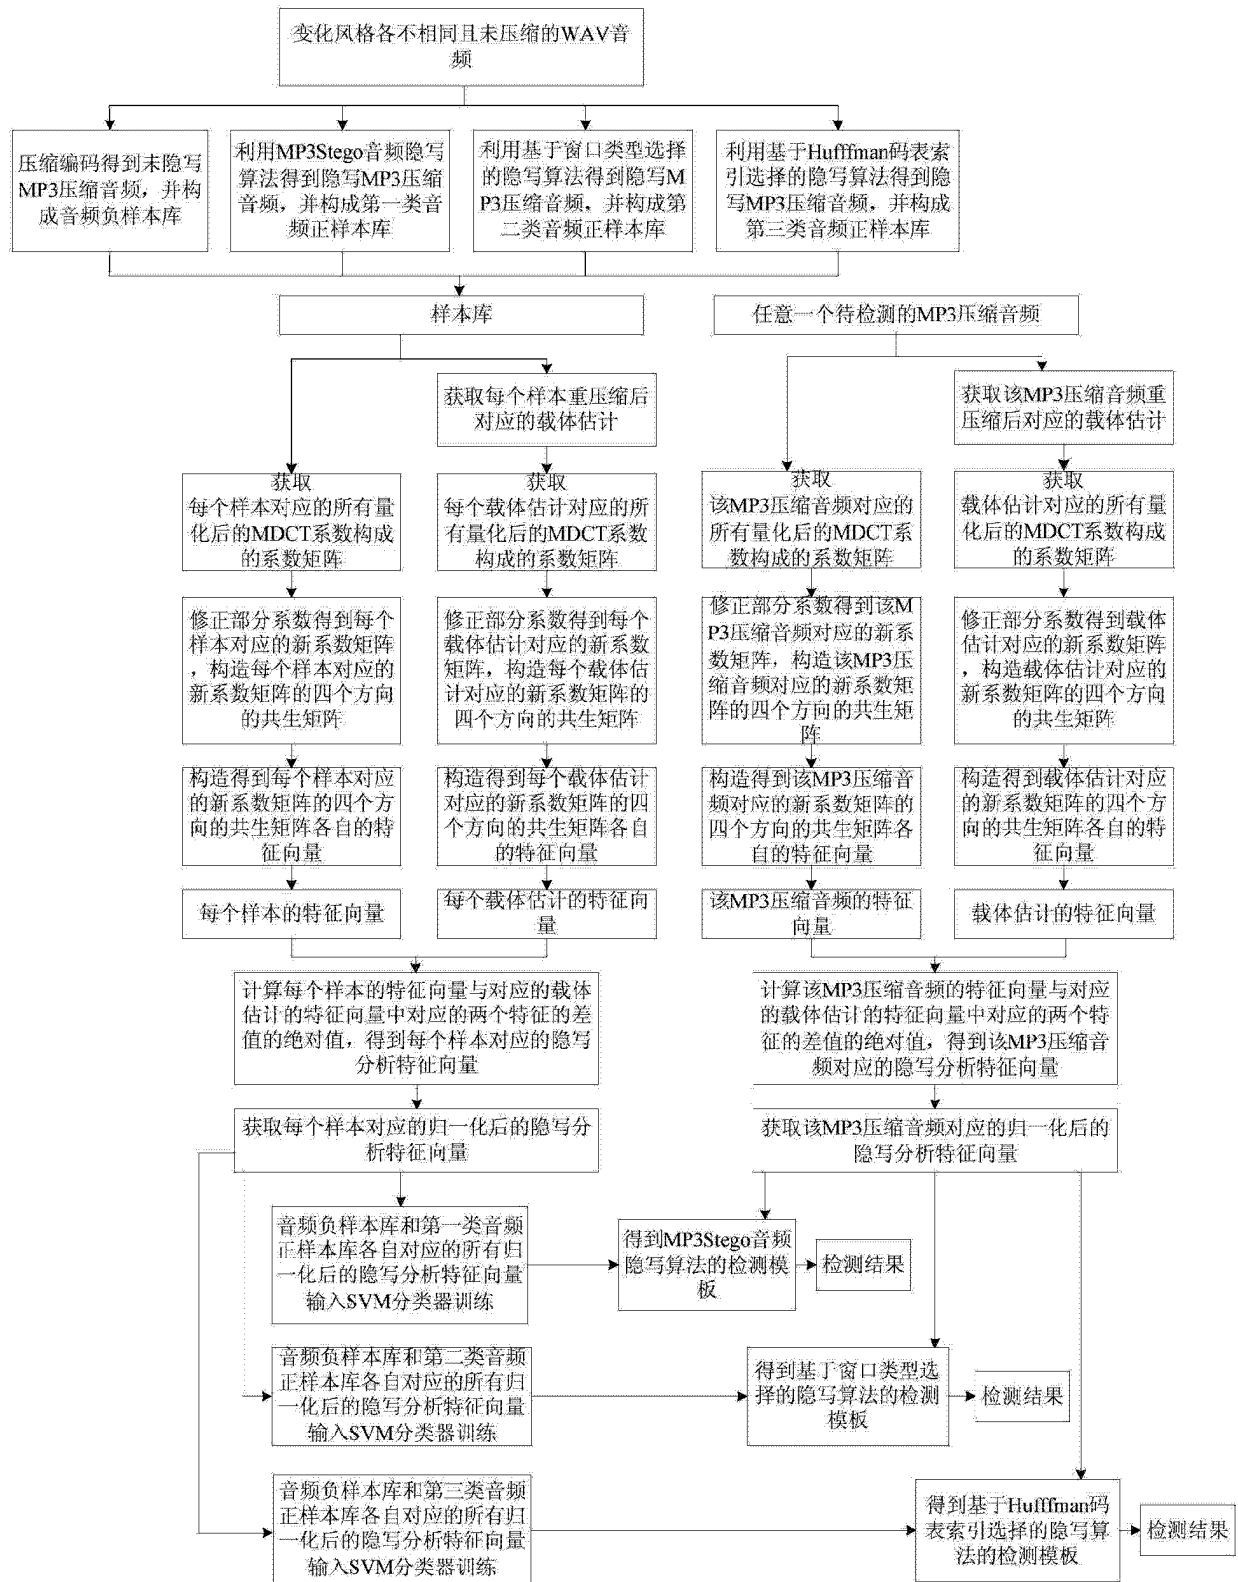 变化风格各不相同且未压缩的WAV音
频
压缩编码得到未隐写
MP3压缩音频，并构
成音频负样本库
利用MP3Stego音频隐写
算法得到隐写MP3压缩
音频，并构成第一类音
频正样本库
利用基于窗口类型选择
的隐写算法得到隐写M
P3压缩音频，并构成第
二类音频正样本库
利用基于Hufffman码表索
引选择的隐写算法得到隐
写MP3压缩音频，并构成
第三类音频正样本库
样本库
任意一个待检测的MP3压缩音频
获取每个样本重压缩后
对应的载体估计
获取该MP3压缩音频重
压缩后对应的载体估计
获取
每个样本对应的所有量
化后的MDCT系数构成
的系数矩阵
获取
每个载体估计对应的所
有量化后的MDCT系数
构成的系数矩阵
获取
该MP3压缩音频对应的
所有量化后的MDCT系
数构成的系数矩阵
获取
载体估计对应的所有量
化后的MDCT系数构成
的系数矩阵
修正部分系数得到每个
样本对应的新系数矩阵
，构造每个样本对应的
新系数矩阵的四个方向
的共生矩阵
修正部分系数得到每个
载体估计对应的新系数
矩阵，构造每个载体估
计对应的新系数矩阵的
四个方向的共生矩阵
修正部分系数得到该M
P3压缩音频对应的新系
数矩阵，构造该MP3压
缩音频对应的新系数矩
阵的四个方向的共生矩
阵
修正部分系数得到载体
估计对应的新系数矩阵
，构造载体估计对应的
新系数矩阵的四个方向
的共生矩阵
构造得到每个样本对应
的新系数矩阵的四个方
向的共生矩阵各自的特
征向量
构造得到每个载体估计
对应的新系数矩阵的四
个方向的共生矩阵各自
的特征向量
构造得到该MP3压缩音
频对应的新系数矩阵的
四个方向的共生矩阵各
自的特征向量
构造得到载体估计对应
的新系数矩阵的四个方
向的共生矩阵各自的特
征向量
每个样本的特征向量
每个载体估计的特征向
量
该MP3压缩音频的特征
向量
载体估计的特征向量
计算每个样本的特征向量与对应的载体
估计的特征向量中对应的两个特征的差
值的绝对值，得到每个样本对应的隐写
分析特征向量
计算该MP3压缩音频的特征向量与对应
的载体估计的特征向量中对应的两个特
征的差值的绝对值，得到该MP3压缩音
频对应的隐写分析特征向量
获取每个样本对应的归一化后的隐写分
析特征向量
获取该MP3压缩音频对应的归一化后的
隐写分析特征向量
音频负样本库和第一类音频
正样本库各自对应的所有归
一化后的隐写分析特征向量
输入SVM分类器训练
得到MP3Stego音频
隐写算法的检测模
板
检测结果
音频负样本库和第二类音频
正样本库各自对应的所有归
一化后的隐写分析特征向量
输入SVM分类器训练
得到基于窗口类型选
择的隐写算法的检测
模板
检测结果
音频负样本库和第三类音频
正样本库各自对应的所有归
一化后的隐写分析特征向量
输入SVM分类器训练
得到基于Hufffman码
表索引选择的隐写算
法的检测模板
检测结果